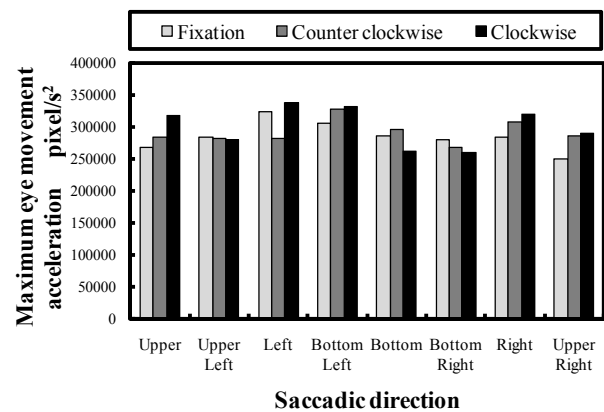 Fixation Counter clockwise Clockwise
Maximum eye movement
acceleration pixel/s²
400000
350000
300000
250000
200000
150000
100000
50000
0
Upper Upper Left Left Bottom Left Bottom Bottom Right Right Upper Right
Saccadic direction